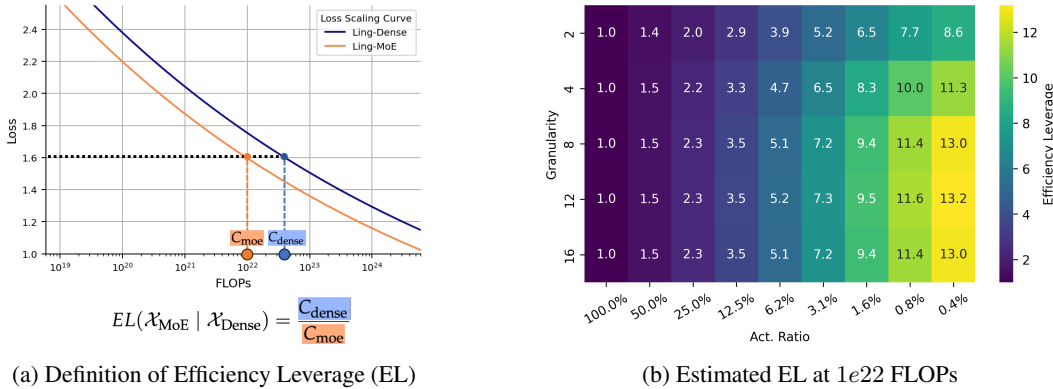 Loss Scaling Curve
Ling-Dense
Ling-MoE
2.4
2.2
2.0
1.8
1.6
1.4
1.2
1.0
Loss
C_moe
C_dense
10^19
10^20
10^21
10^22
10^23
10^24
FLOPs
EL(𝒳_MoE | 𝒳_Dense) = C_dense / C_moe
(a) Definition of Efficiency Leverage (EL)
Granularity
2 1.0 1.4 2.0 2.9 3.9 5.2 6.5 7.7 8.6
4 1.0 1.5 2.2 3.3 4.7 6.5 8.3 10.0 11.3
8 1.0 1.5 2.3 3.5 5.1 7.2 9.4 11.4 13.0
12 1.0 1.5 2.3 3.5 5.2 7.3 9.5 11.6 13.2
16 1.0 1.5 2.3 3.5 5.1 7.2 9.4 11.4 13.0
100.0% 50.0% 25.0% 12.5% 6.2% 3.1% 1.6% 0.8% 0.4%
Act. Ratio
12
10
8
6
4
2
Efficiency Leverage
(b) Estimated EL at 1e22 FLOPs